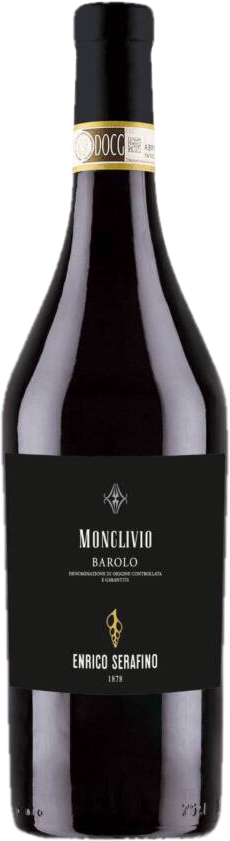 DOCG
MONCLIVIO
BAROLO
DENOMINAZIONE DI ORIGINE CONTROLLATA
E GARANTITA
ENRICO SERAFINO
1878